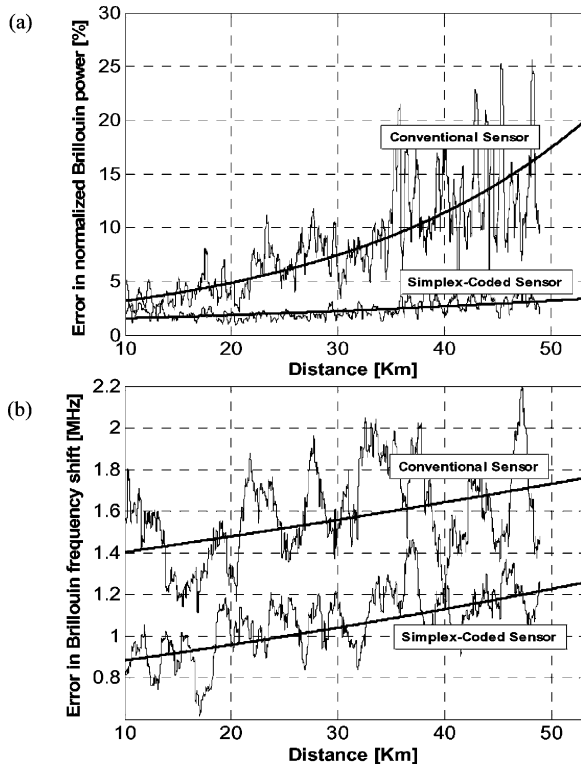 (a)
Error in normalized Brillouin power [%]
30
25
20
15
10
5
0
Conventional Sensor
Simplex-Coded Sensor
10 20 30 40 50
Distance [Km]
(b)
Error in Brillouin frequency shift [MHz]
2.2
2
1.8
1.6
1.4
1.2
1
0.8
Conventional Sensor
Simplex-Coded Sensor
10 20 30 40 50
Distance [Km]